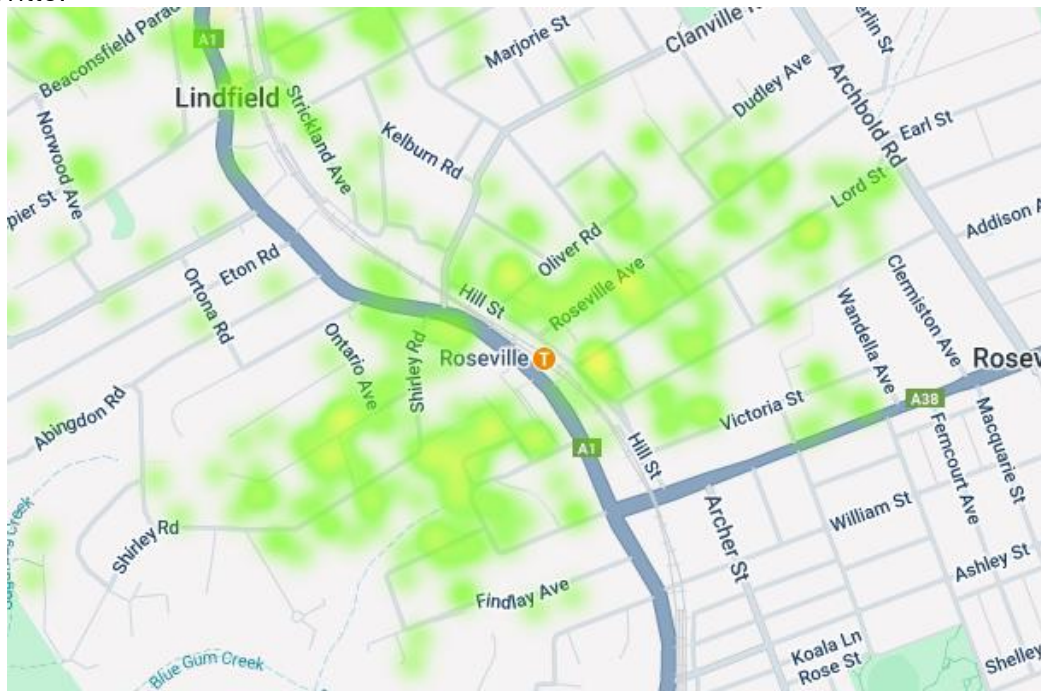 Beaconsfield Parad
A1
Marjorie St
Clanville R
Lindfield
Strickland Ave
Dudley Ave
Archbold Rd
Earl St
Norwood Ave
Kelburn Rd
Lord St
pier St
Addison A
Eton Rd
Oliver Rd
Ortona Rd
Roseville Ave
Hill St
Clermiston Ave
Wandella Ave
Ontario Ave
Shirley Rd
Roseville
T
Rosev
Abingdon Rd
Victoria St
A38
Macquarie St
Ferncourt Ave
A1
Hill St
Archer St
William St
Shirley Rd
Ashley St
Findlay Ave
Koala Ln
Rose St
Shelley
Blue Gum Creek